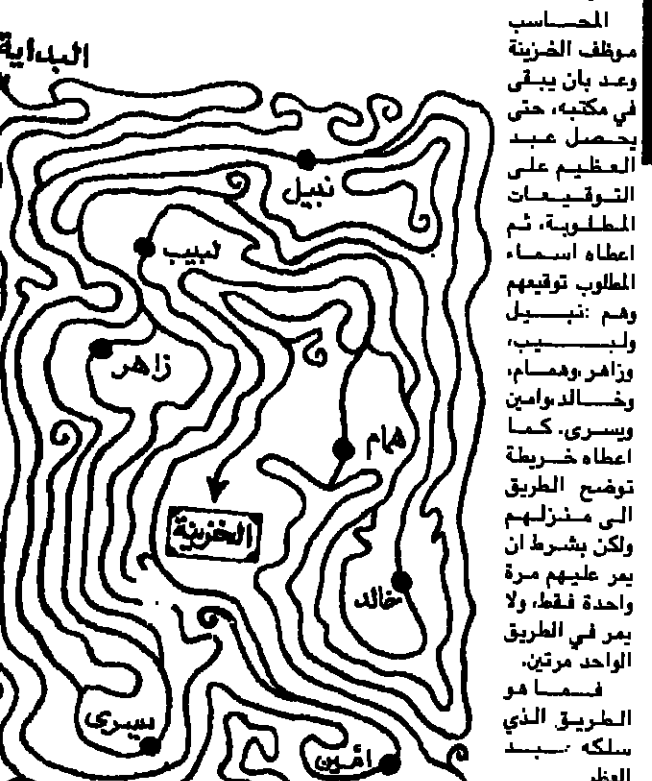 المحاسب
موظف الخزينة
وعد بان يبقى
في مكتبه، حتى
يحصل عبد
العظيم على
التوقيعات
المطلوبة، ثم
اعطاه اسماء
المطلوب توقيعهم
وهم :نبيل
ولبيب،
وزاهر،وهمام،
وخالد،وامين
ويسرى. كما
اعطاه خريطة
توضح الطريق
الى منزلهم
ولكن بشرط ان
يمر عليهم مرة
واحدة فقط، ولا
يمر في الطريق
الواحد مرتين.
فما هو
الطريق الذي
سلكه
البداية
نبيل
لبيب
زاهر
همام
الخزينة
خالد
يسرى
امين